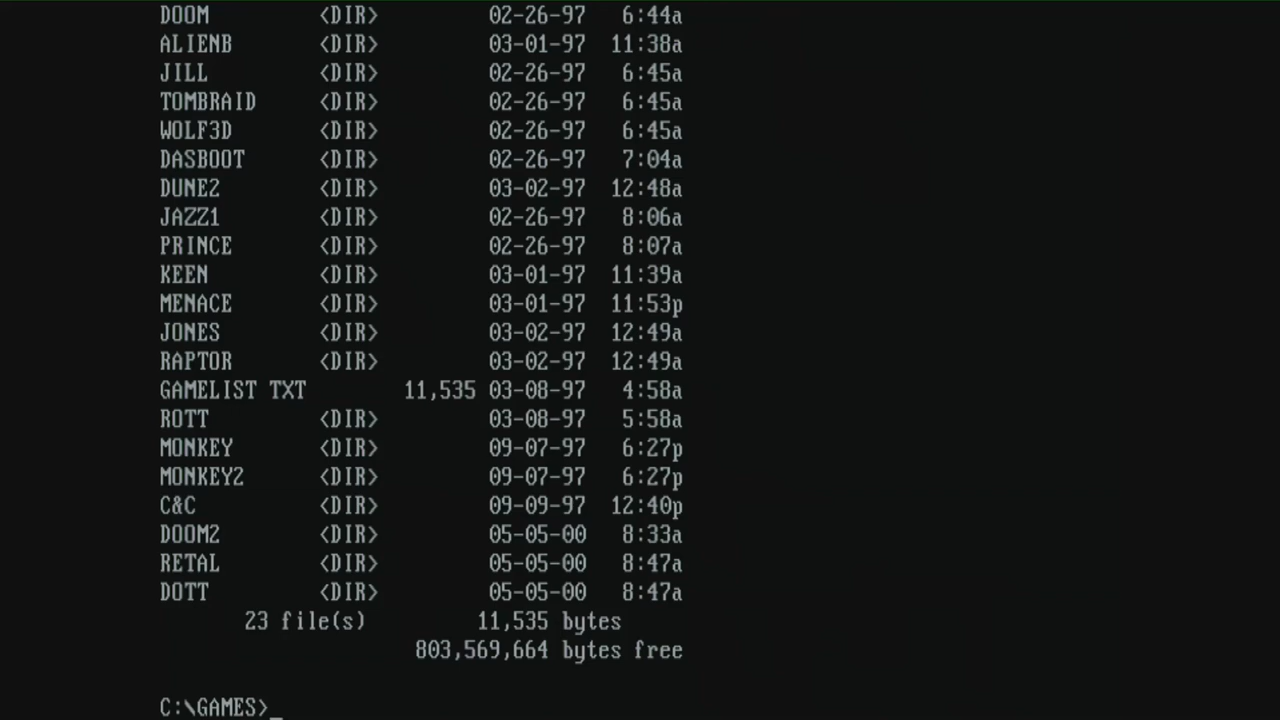 DOOM <DIR> 02-26-97 6:44a
ALIENB <DIR> 03-01-97 11:38a
JILL <DIR> 02-26-97 6:45a
TOMBRAID <DIR> 02-26-97 6:45a
WOLF3D <DIR> 02-26-97 6:45a
DASBOOT <DIR> 02-26-97 7:04a
DUNE2 <DIR> 03-02-97 12:48a
JAZZ1 <DIR> 02-26-97 8:06a
PRINCE <DIR> 02-26-97 8:07a
KEEN <DIR> 03-01-97 11:39a
MENACE <DIR> 03-01-97 11:53p
JONES <DIR> 03-02-97 12:49a
RAPTOR <DIR> 03-02-97 12:49a
GAMELIST TXT 11,535 03-08-97 4:58a
ROTT <DIR> 03-08-97 5:58a
MONKEY <DIR> 09-07-97 6:27p
MONKEY2 <DIR> 09-07-97 6:27p
C&C <DIR> 09-09-97 12:40p
DOOM2 <DIR> 05-05-00 8:33a
RETAL <DIR> 05-05-00 8:47a
DOTT <DIR> 05-05-00 8:47a
23 file(s) 11,535 bytes
803,569,664 bytes free
C:\GAMES>_